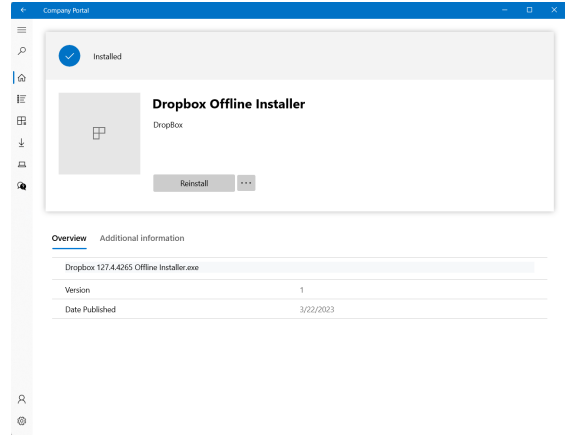 Company Portal
Installed
Dropbox Offline Installer
DropBox
Reinstall
Overview Additional information
Dropbox 127.4.4265 Offline Installer.exe
Version 1
Date Published 3/22/2023